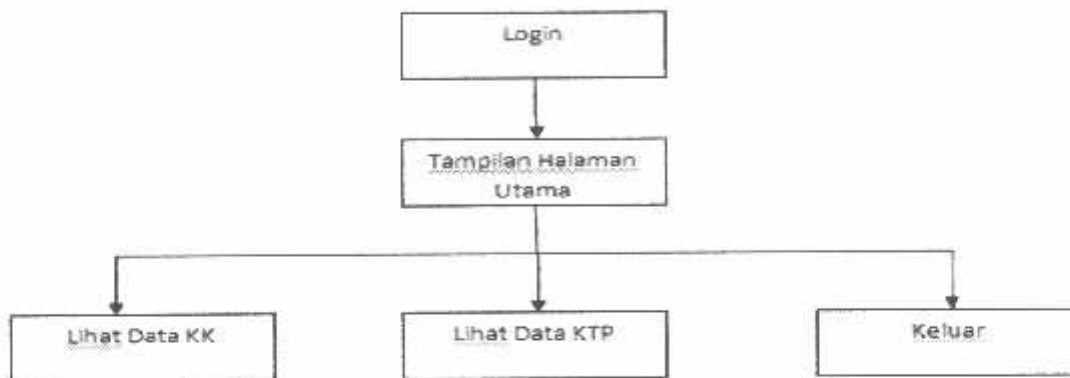 Login
Tampilan Halaman
Utama
Lihat Data KK
Lihat Data KTP
Keluar